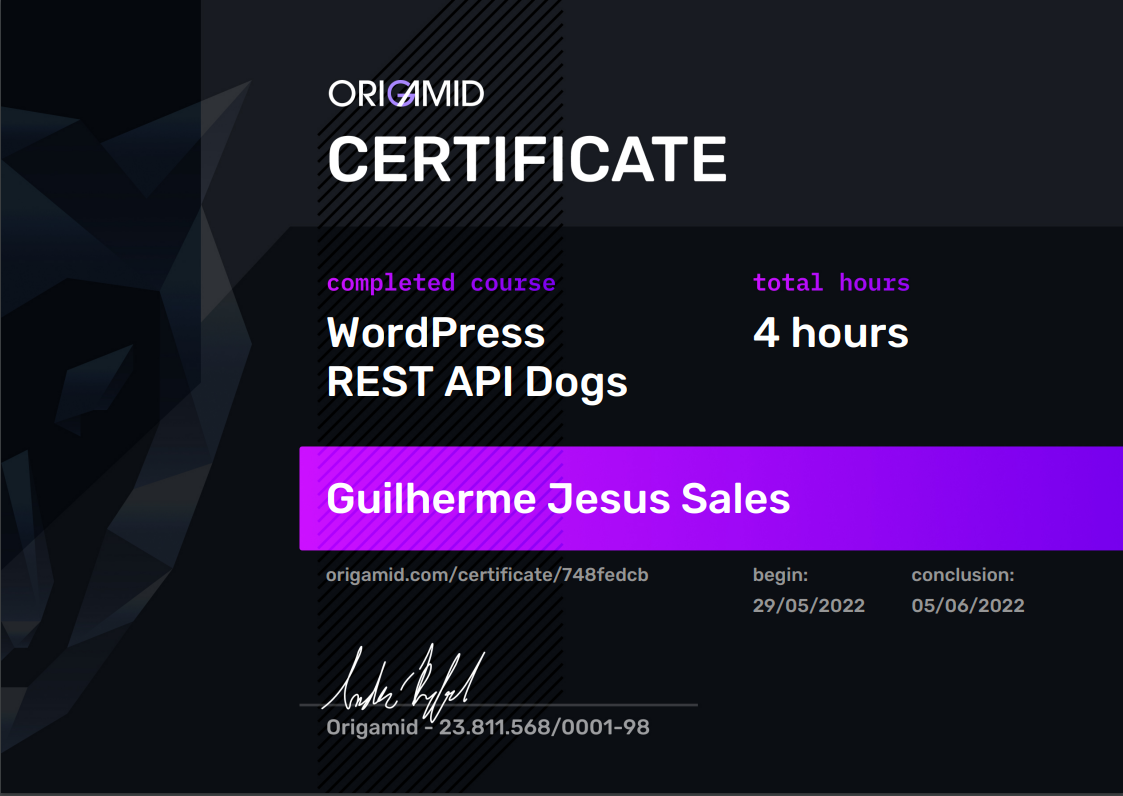 ORIGAMID
CERTIFICATE
completed course
total hours
WordPress
REST API Dogs
4 hours
Guilherme Jesus Sales
origamid.com/certificate/748fedcb
begin:
conclusion:
29/05/2022
05/06/2022
Origamid - 23.811.568/0001-98